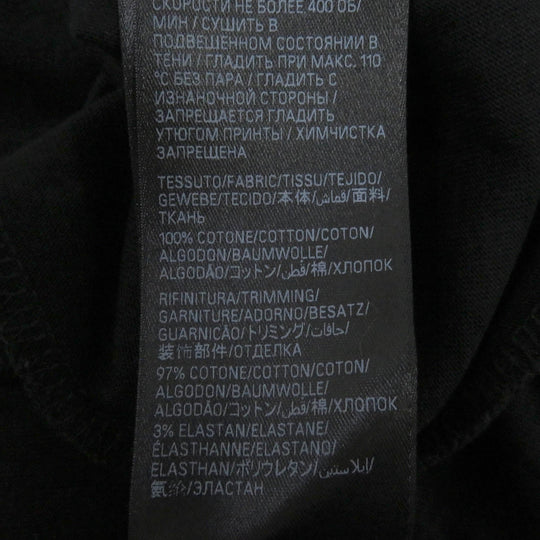 СКОРОСТИ НЕ БОЛЕЕ 400 ОБ/
МИН / СУШИТЬ В
ПОДВЕШЕННОМ СОСТОЯНИИ В
ТЕНИ / ГЛАДИТЬ ПРИ МАКС. 110
°C БЕЗ ПАРА / ГЛАДИТЬ С
ИЗНАНОЧНОЙ СТОРОНЫ /
ЗАПРЕЩАЕТСЯ ГЛАДИТЬ
УТЮГОМ ПРИНТЫ / ХИМЧИСТКА
ЗАПРЕЩЕНА
TESSUTO/FABRIC/TISSU/TEJIDO/
GEWEBE/TECIDO/本体/قماش/面料/
ТКАНЬ
100% COTONE/COTTON/COTON/
ALGODON/BAUMWOLLE/
ALGODÃO/コットン/قطن/棉/ХЛОПОК
RIFINITURA/TRIMMING/
GARNITURE/ADORNO/BESATZ/
GUARNICÃO/トリミング/حافات/
装饰部件/ОТДЕЛКА
97% COTONE/COTTON/COTON/
ALGODON/BAUMWOLLE/
ALGODÃO/コットン/قطن/棉/ХЛОПОК
3% ELASTAN/ELASTANE/
ÉLASTHANNE/ELASTANO/
ELASTHAN/ポリウレタン/إيلاستين/
氨纶/ЭЛАСТАН